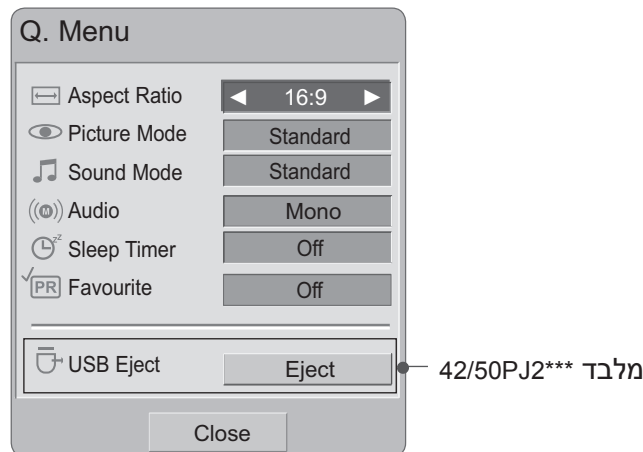 Q. Menu
Aspect Ratio ◄ 16:9 ►
Picture Mode Standard
Sound Mode Standard
((M)) Audio Mono
zz Sleep Timer Off
PR Favourite Off
USB Eject Eject
מלבד 42/50PJ2***
Close